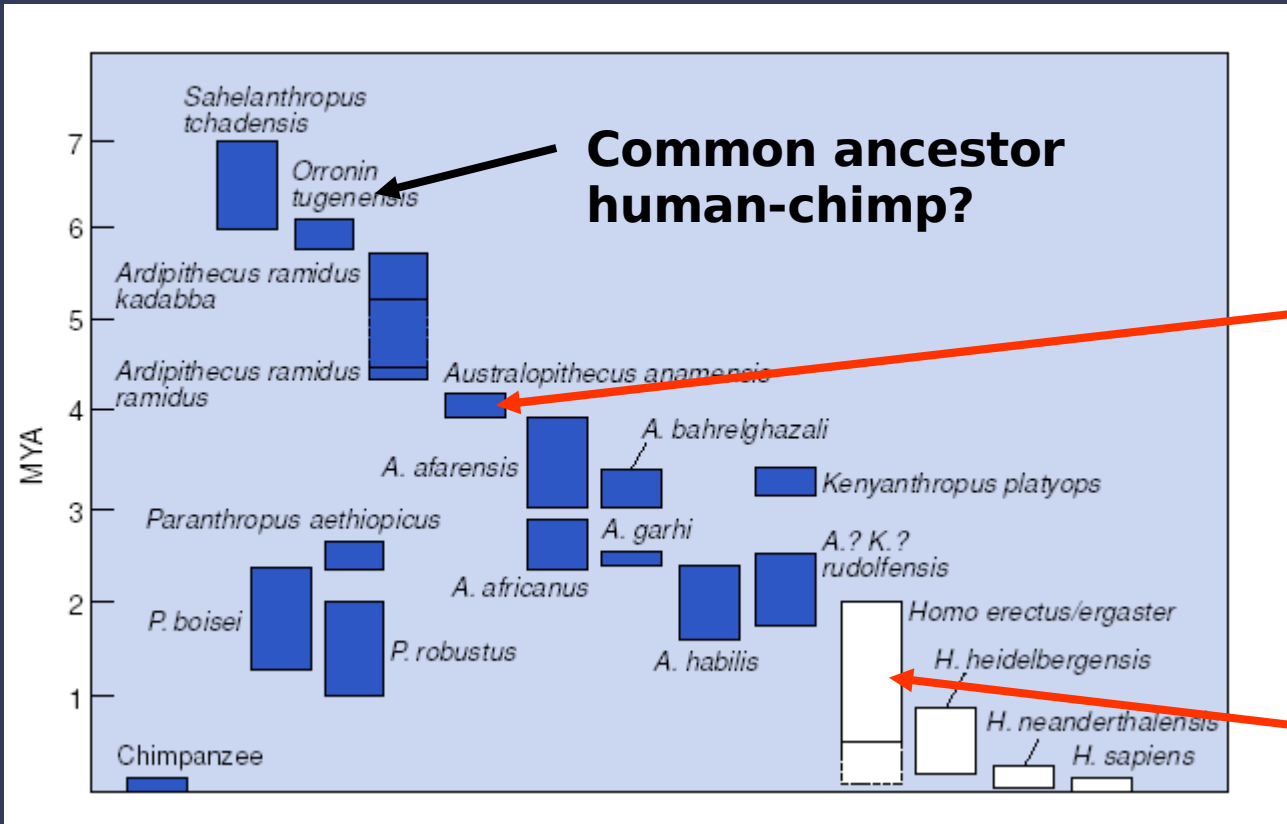 Sahelanthropus
tchadensis
7
Common ancestor
human-chimp?
Orronin
tugenensis
6
Ardipithecus ramidus
kadabba
5
Ardipithecus ramidus
ramidus
Australopithecus anamensis
4
A. bahrelghazali
MYA
A. afarensis
Kenyanthropus platyops
3
Paranthropus aethiopicus
A. garhi
A.? K.?
rudolfensis
A. africanus
2
Homo erectus/ergaster
P. boisei
P. robustus
A. habilis
H. heidelbergensis
1
H. neanderthalensis
Chimpanzee
H. sapiens